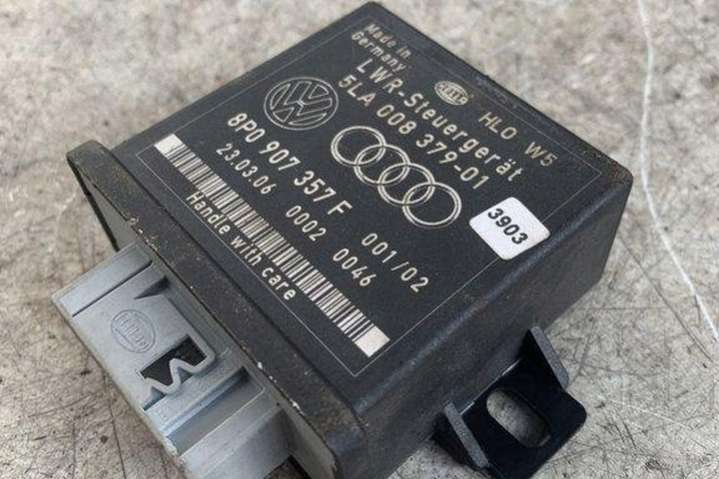 Made in
Germany
HELLA HLO W5
LWR-Steuergerät
5LA 008 379-01
8P0 907 357 F
23.03.06 0002 001/02
0046
Handle with care
3903
HELLA